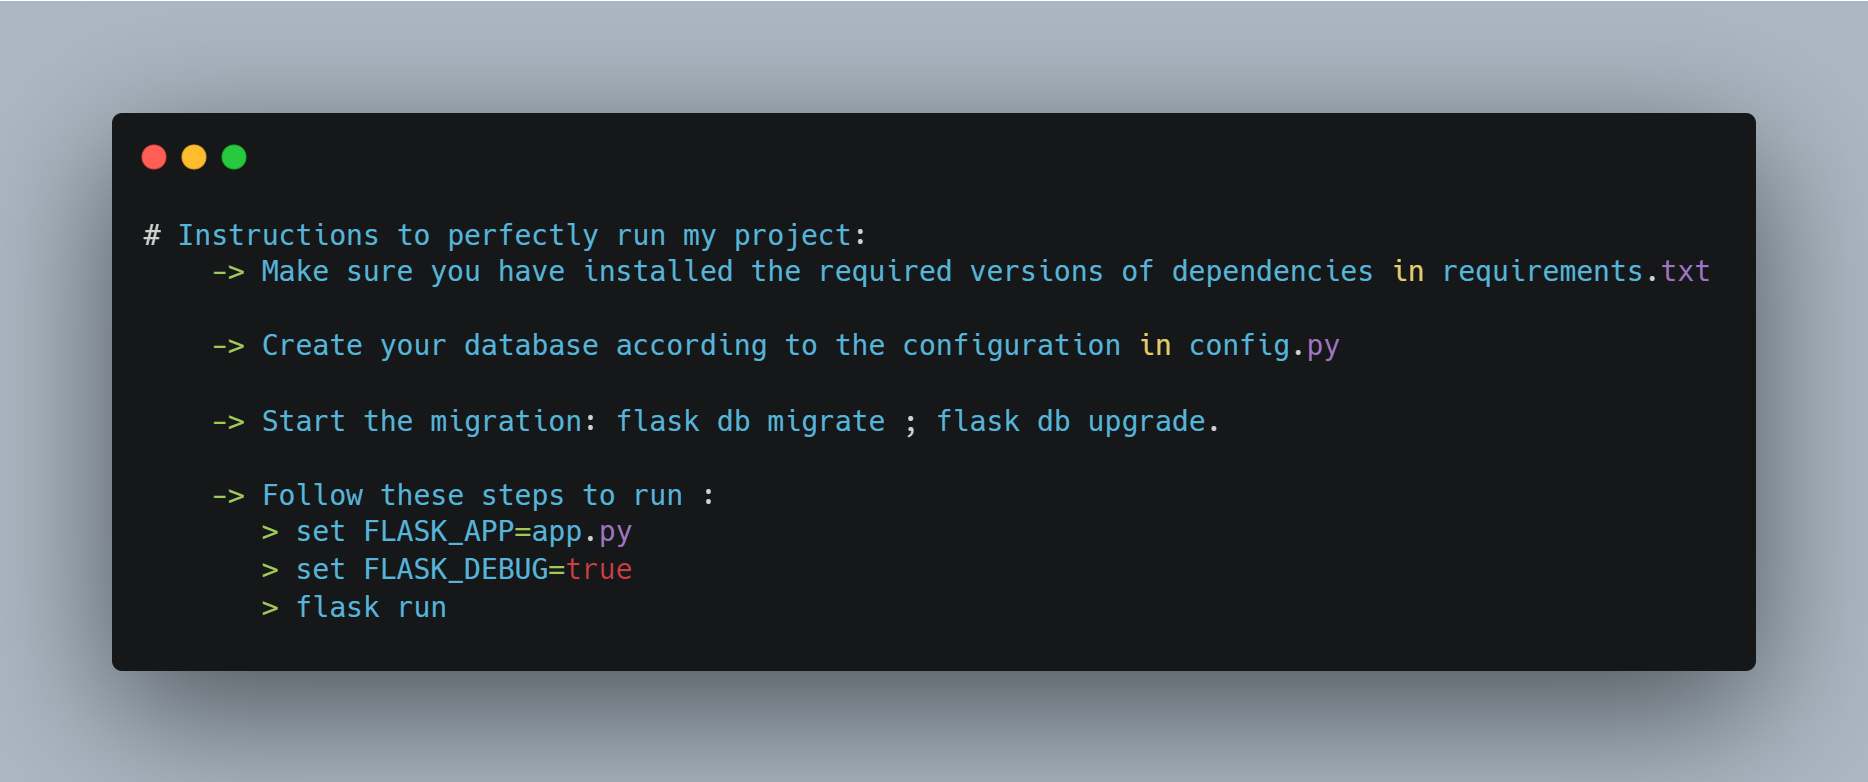 # Instructions to perfectly run my project:
-> Make sure you have installed the required versions of dependencies in requirements.txt
-> Create your database according to the configuration in config.py
-> Start the migration: flask db migrate ; flask db upgrade.
-> Follow these steps to run :
> set FLASK_APP=app.py
> set FLASK_DEBUG=true
> flask run